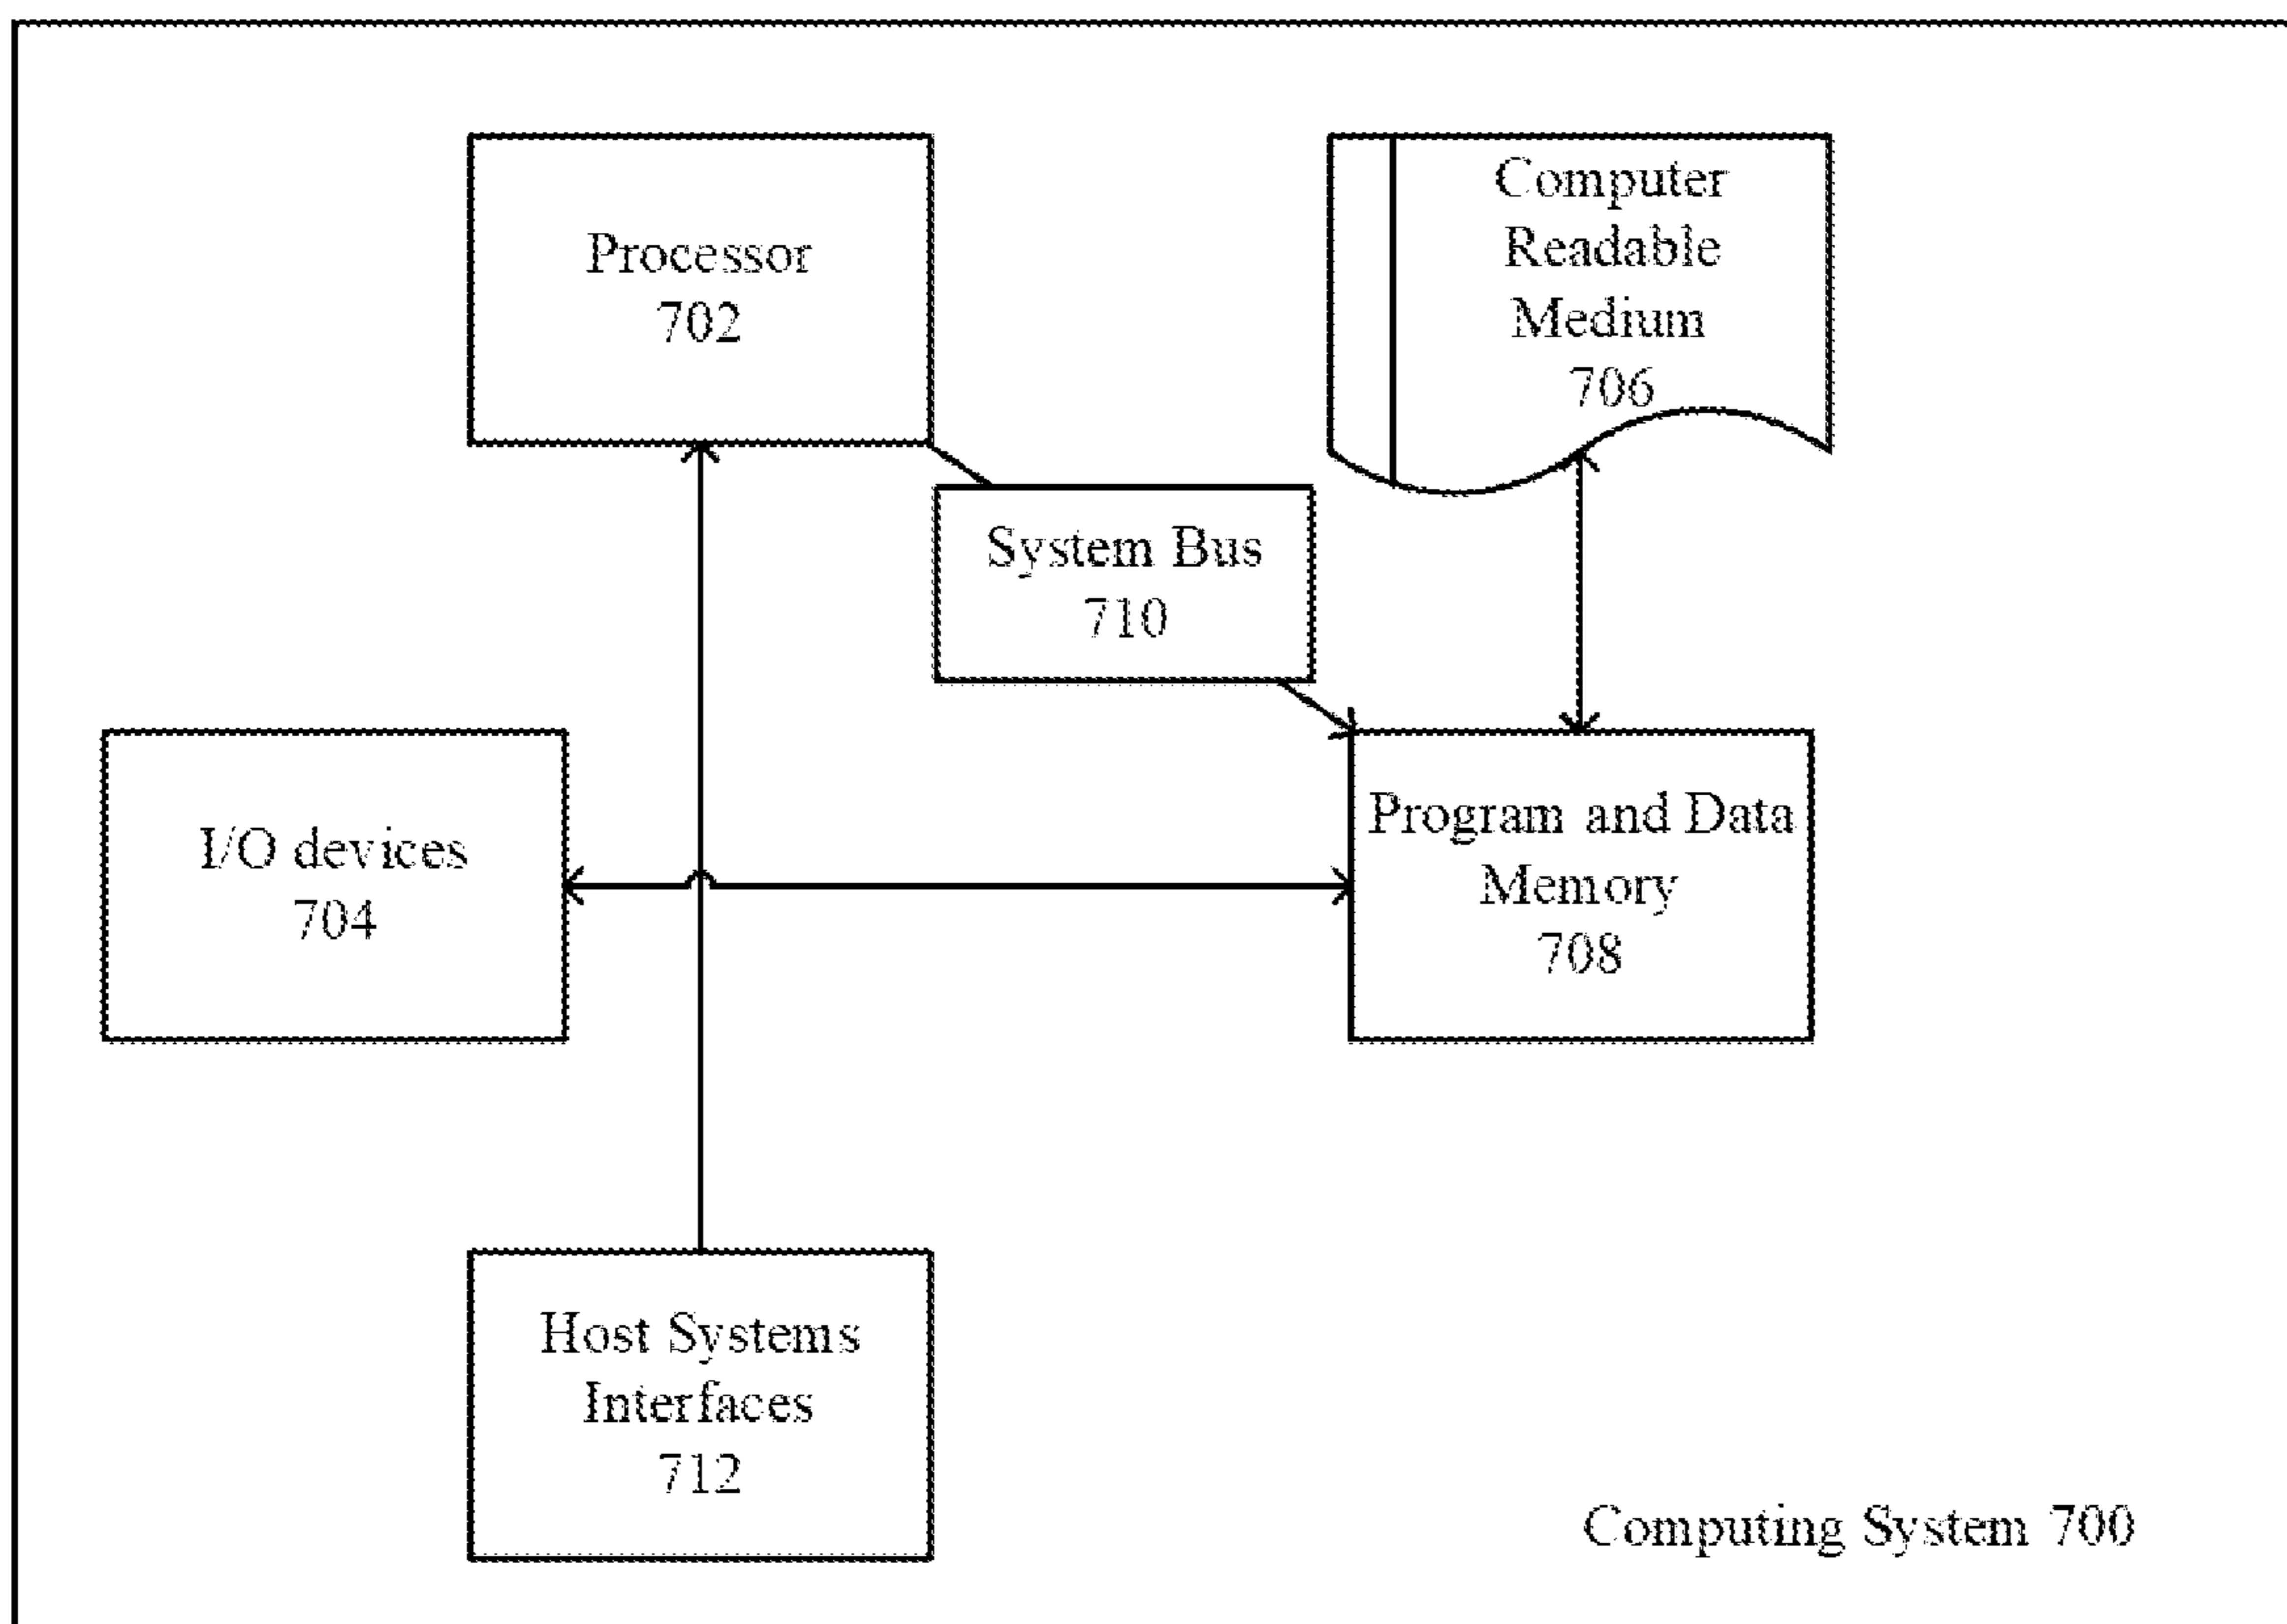 Processor
702
Computer
Readable
Medium
706
System Bus
710
I/O devices
704
Program and Data
Memory
708
Host Systems
Interfaces
712
Computing System 700